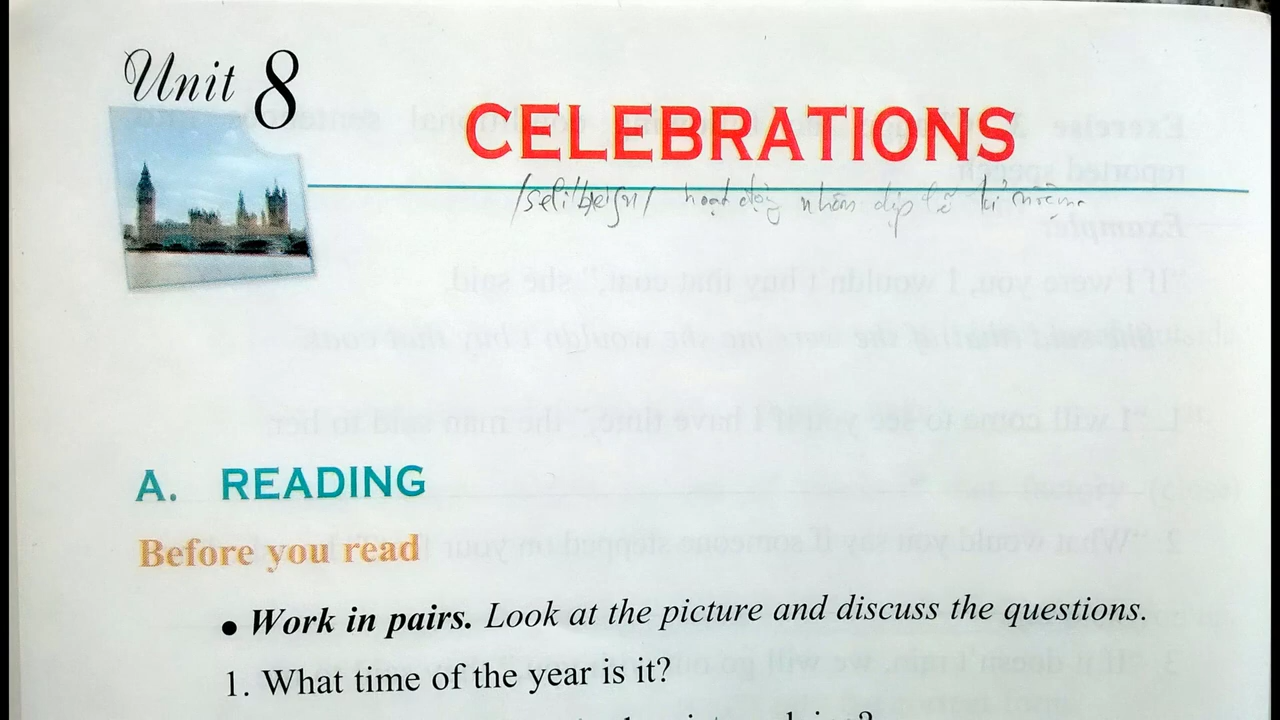 Unit 8
CELEBRATIONS
hoạt động nhân dịp lễ kỉ niệm
A. READING
Before you read
• Work in pairs. Look at the picture and discuss the questions.
1. What time of the year is it?